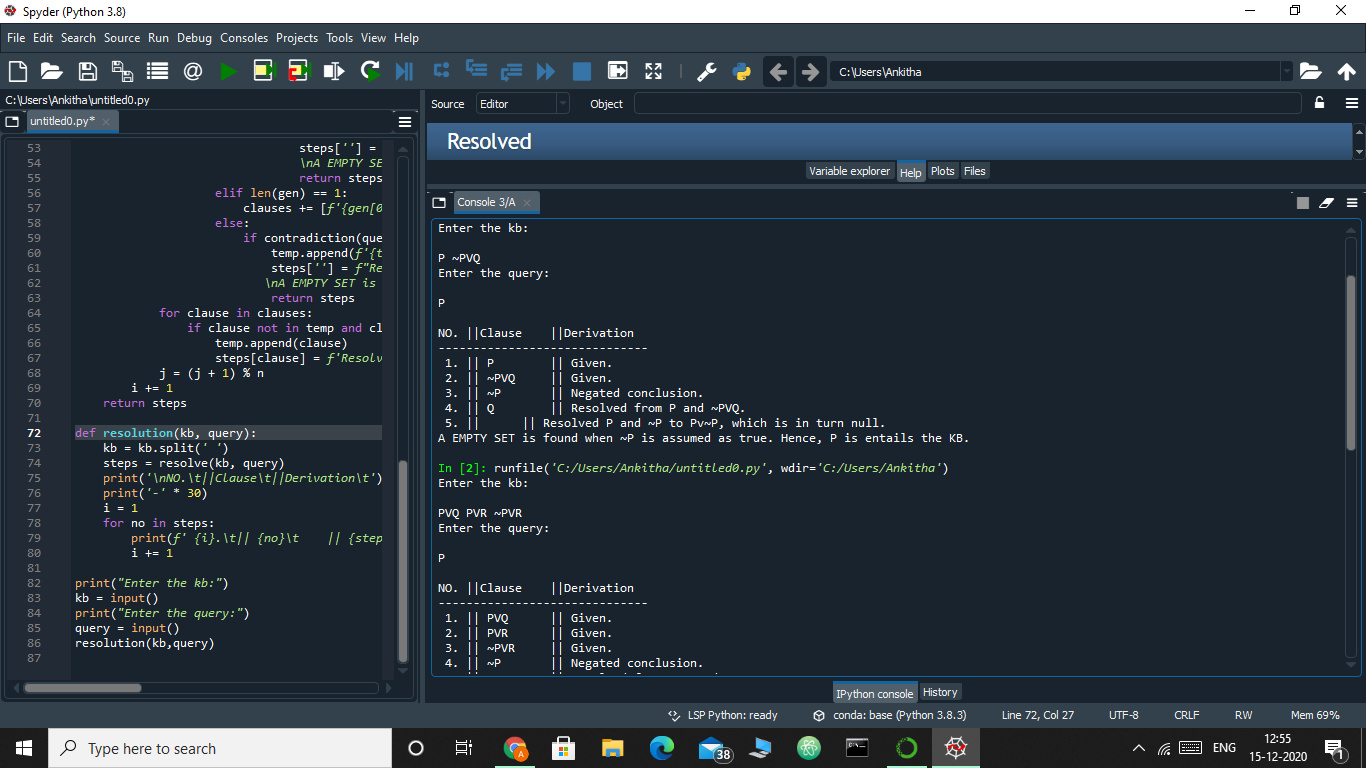 Spyder (Python 3.8)
File Edit Search Source Run Debug Consoles Projects Tools View Help
C:\Users\Ankitha
C:\Users\Ankitha\untitled0.py
untitled0.py*
53 steps[''] =
54 \nA EMPTY SE
55 return steps
56 elif len(gen) == 1:
57 clauses += [f'{gen[0
58 else:
59 if contradiction(que
60 temp.append(f'{t
61 steps[''] = f"Re
62 \nA EMPTY SET is
63 return steps
64 for clause in clauses:
65 if clause not in temp and cl
66 temp.append(clause)
67 steps[clause] = f'Resolv
68 j = (j + 1) % n
69 i += 1
70 return steps
71
72 def resolution(kb, query):
73 kb = kb.split(' ')
74 steps = resolve(kb, query)
75 print('\nNO.\t||Clause\t||Derivation\t')
76 print('-' * 30)
77 i = 1
78 for no in steps:
79 print(f' {i}.\t|| {no}\t || {step
80 i += 1
81
82 print("Enter the kb:")
83 kb = input()
84 print("Enter the query:")
85 query = input()
86 resolution(kb,query)
87
Source Editor Object
Resolved
Variable explorer Help Plots Files
Console 3/A
Enter the kb:
P ~PVQ
Enter the query:
P
NO. ||Clause ||Derivation
------------------------------
1. || P || Given.
2. || ~PVQ || Given.
3. || ~P || Negated conclusion.
4. || Q || Resolved from P and ~PVQ.
5. || || Resolved P and ~P to Pv~P, which is in turn null.
A EMPTY SET is found when ~P is assumed as true. Hence, P is entails the KB.
In [2]: runfile('C:/Users/Ankitha/untitled0.py', wdir='C:/Users/Ankitha')
Enter the kb:
PVQ PVR ~PVR
Enter the query:
P
NO. ||Clause ||Derivation
------------------------------
1. || PVQ || Given.
2. || PVR || Given.
3. || ~PVR || Given.
4. || ~P || Negated conclusion.
IPython console History
LSP Python: ready conda: base (Python 3.8.3) Line 72, Col 27 UTF-8 CRLF RW Mem 69%
Type here to search
A
38
ENG
12:55
15-12-2020
1